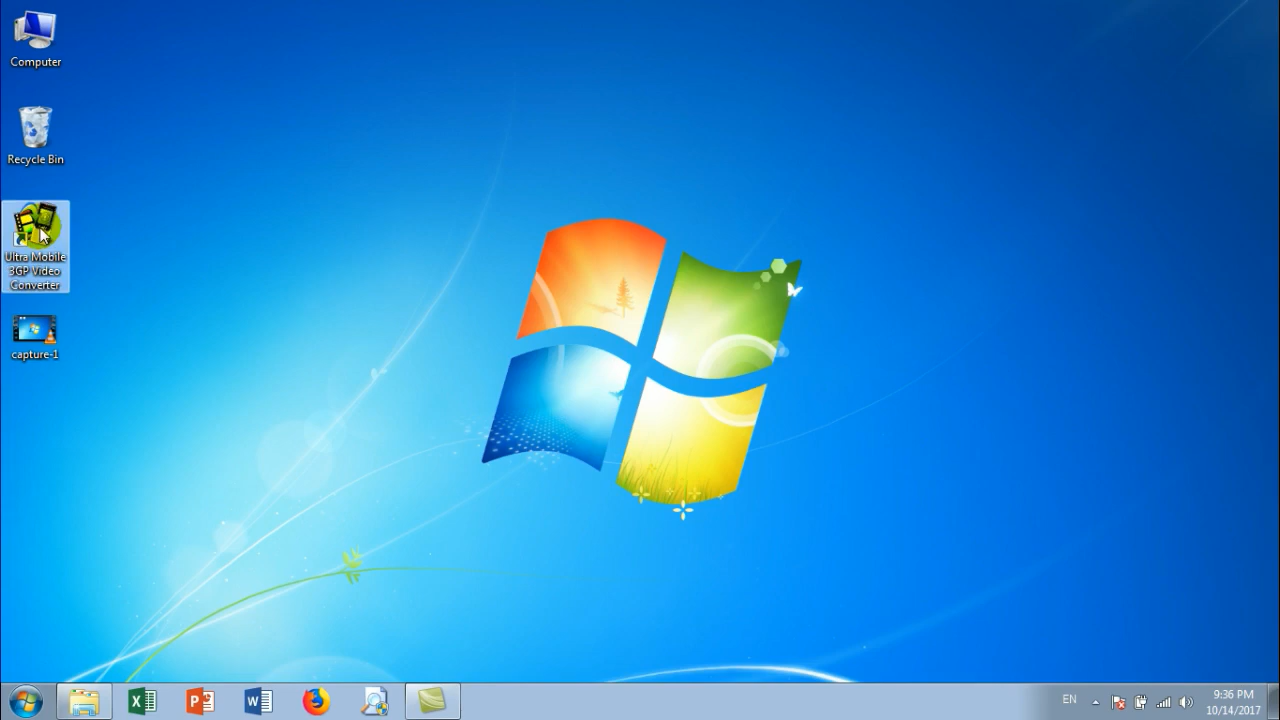 Computer
Recycle Bin
Ultra Mobile
3GP Video
Converter
capture-1
EN
9:36 PM
10/14/2017